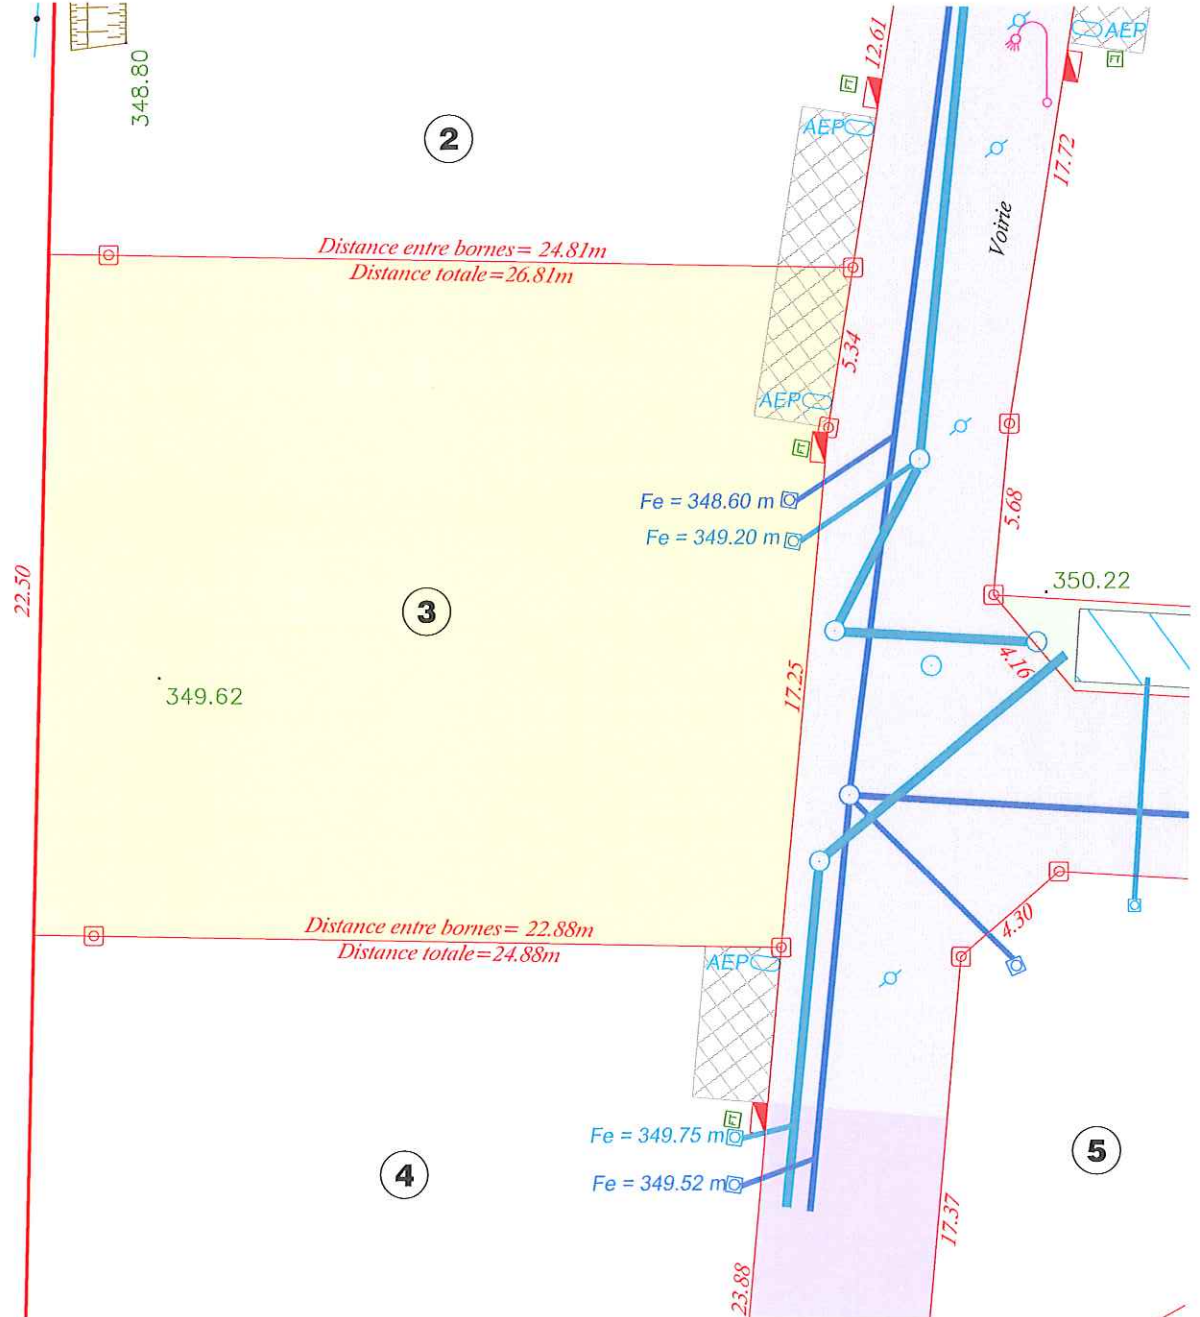 348.80
12.61
AEP
2
AEP
17.72
Voirie
Distance entre bornes= 24.81m
Distance totale=26.81m
5.34
AEP
Fe = 348.60 m
Fe = 349.20 m
5.68
22.50
3
350.22
4.16
349.62
17.25
Distance entre bornes= 22.88m
Distance totale=24.88m
AEP
4.30
Fe = 349.75 m
Fe = 349.52 m
4
5
17.37
23.88